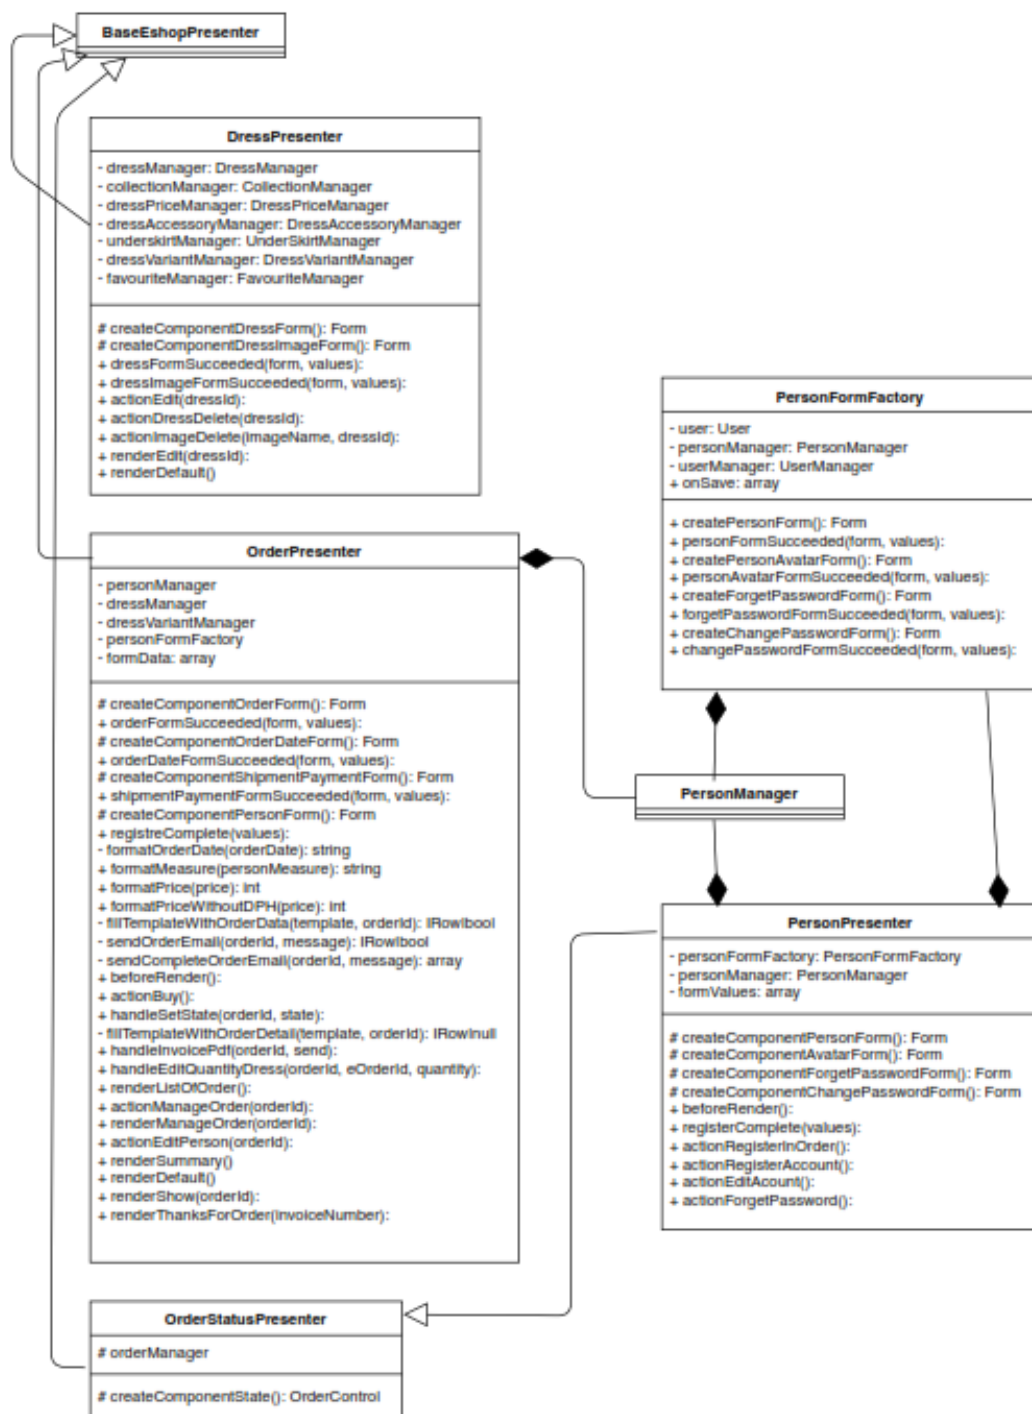 BaseEshopPresenter
DressPresenter
- dressManager: DressManager
- collectionManager: CollectionManager
- dressPriceManager: DressPriceManager
- dressAccessoryManager: DressAccessoryManager
- underskirtManager: UnderSkirtManager
- dressVariantManager: DressVariantManager
- favouriteManager: FavouriteManager
# createComponentDressForm(): Form
# createComponentDressImageForm(): Form
+ dressFormSucceeded(form, values):
+ dressImageFormSucceeded(form, values):
+ actionEdit(dressId):
+ actionDressDelete(dressId):
+ actionImageDelete(imageName, dressId):
+ renderEdit(dressId):
+ renderDefault()
PersonFormFactory
- user: User
- personManager: PersonManager
- userManager: UserManager
+ onSave: array
+ createPersonForm(): Form
+ personFormSucceeded(form, values):
+ createPersonAvatarForm(): Form
+ personAvatarFormSucceeded(form, values):
+ createForgetPasswordForm(): Form
+ forgetPasswordFormSucceeded(form, values):
+ createChangePasswordForm(): Form
+ changePasswordFormSucceeded(form, values):
OrderPresenter
- personManager
- dressManager
- dressVariantManager
- personFormFactory
- formData: array
# createComponentOrderForm(): Form
+ orderFormSucceeded(form, values):
# createComponentOrderDateForm(): Form
+ orderDateFormSucceeded(form, values):
# createComponentShipmentPaymentForm(): Form
+ shipmentPaymentFormSucceeded(form, values):
# createComponentPersonForm(): Form
+ registreComplete(values):
- formatOrderDate(orderDate): string
+ formatMeasure(personMeasure): string
+ formatPrice(price): int
+ formatPriceWithoutDPH(price): int
- fillTemplateWithOrderData(template, orderId): IRow|bool
- sendOrderEmail(orderId, message): IRow|bool
- sendCompleteOrderEmail(orderId, message): array
+ beforeRender():
+ actionBuy():
+ handleSetState(orderId, state):
- fillTemplateWithOrderDetail(template, orderId): IRow|null
+ handleInvoicePdf(orderId, send):
+ handleEditQuantityDress(orderId, eOrderId, quantity):
+ renderListOfOrder():
+ actionManageOrder(orderId):
+ renderManageOrder(orderId):
+ actionEditPerson(orderId):
+ renderSummary()
+ renderDefault()
+ renderShow(orderId):
+ renderThanksForOrder(invoiceNumber):
PersonManager
PersonPresenter
- personFormFactory: PersonFormFactory
- personManager: PersonManager
- formValues: array
# createComponentPersonForm(): Form
# createComponentAvatarForm(): Form
# createComponentForgetPasswordForm(): Form
# createComponentChangePasswordForm(): Form
+ beforeRender():
+ registerComplete(values):
+ actionRegisterInOrder():
+ actionRegisterAccount():
+ actionEditAcount():
+ actionForgetPassword():
OrderStatusPresenter
# orderManager
# createComponentState(): OrderControl